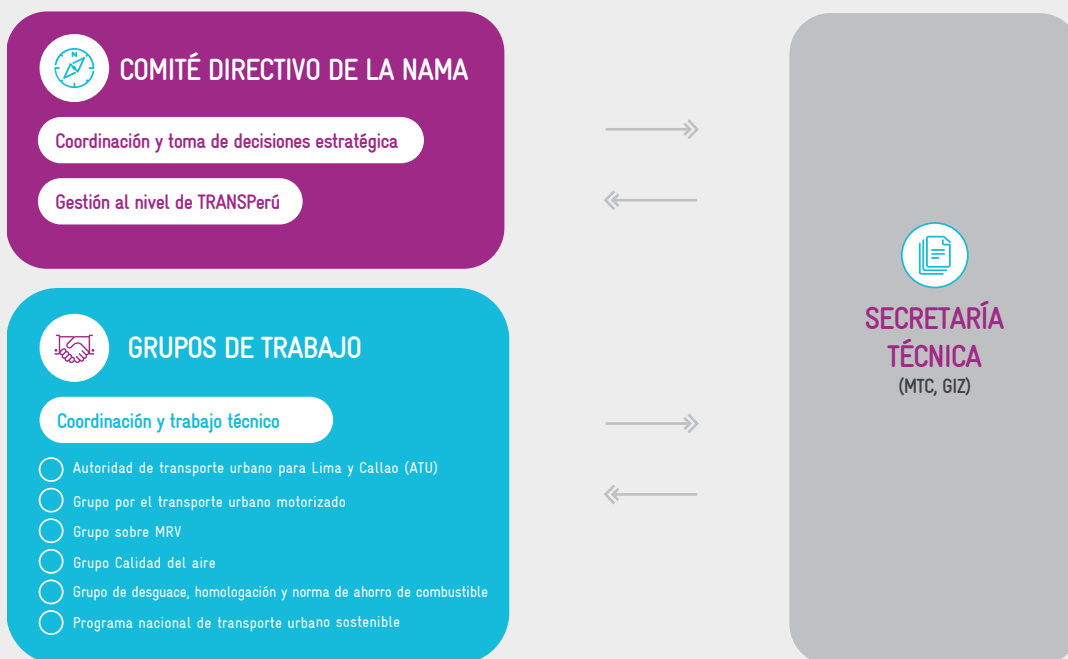 N
COMITÉ DIRECTIVO DE LA NAMA
Coordinación y toma de decisiones estratégica
Gestión al nivel de TRANSPerú
GRUPOS DE TRABAJO
Coordinación y trabajo técnico
Autoridad de transporte urbano para Lima y Callao (ATU)
Grupo por el transporte urbano motorizado
Grupo sobre MRV
Grupo Calidad del aire
Grupo de desguace, homologación y norma de ahorro de combustible
Programa nacional de transporte urbano sostenible
SECRETARÍA
TÉCNICA
(MTC, GIZ)